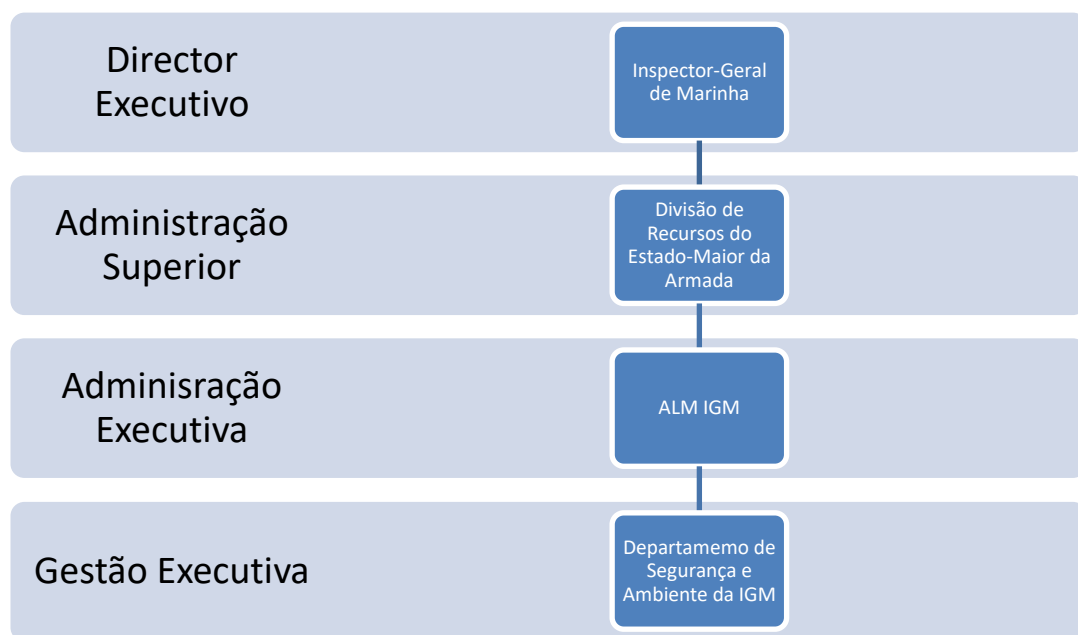 Director
Executivo
Inspector-Geral
de Marinha
Administração
Superior
Divisão de
Recursos do
Estado-Maior da
Armada
Adminisração
Executiva
ALM IGM
Gestão Executiva
Departamemo de
Segurança e
Ambiente da IGM